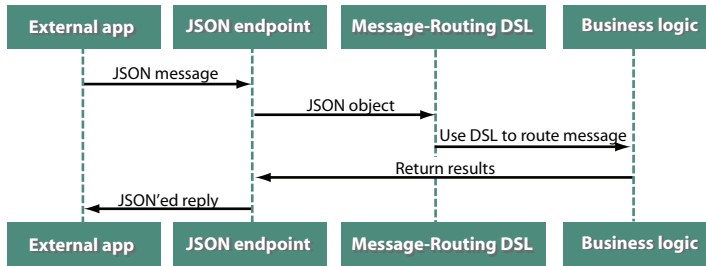 External app
JSON endpoint
Message-Routing DSL
Business logic
JSON message
JSON object
Use DSL to route message
Return results
JSON'ed reply
External app
JSON endpoint
Message-Routing DSL
Business logic